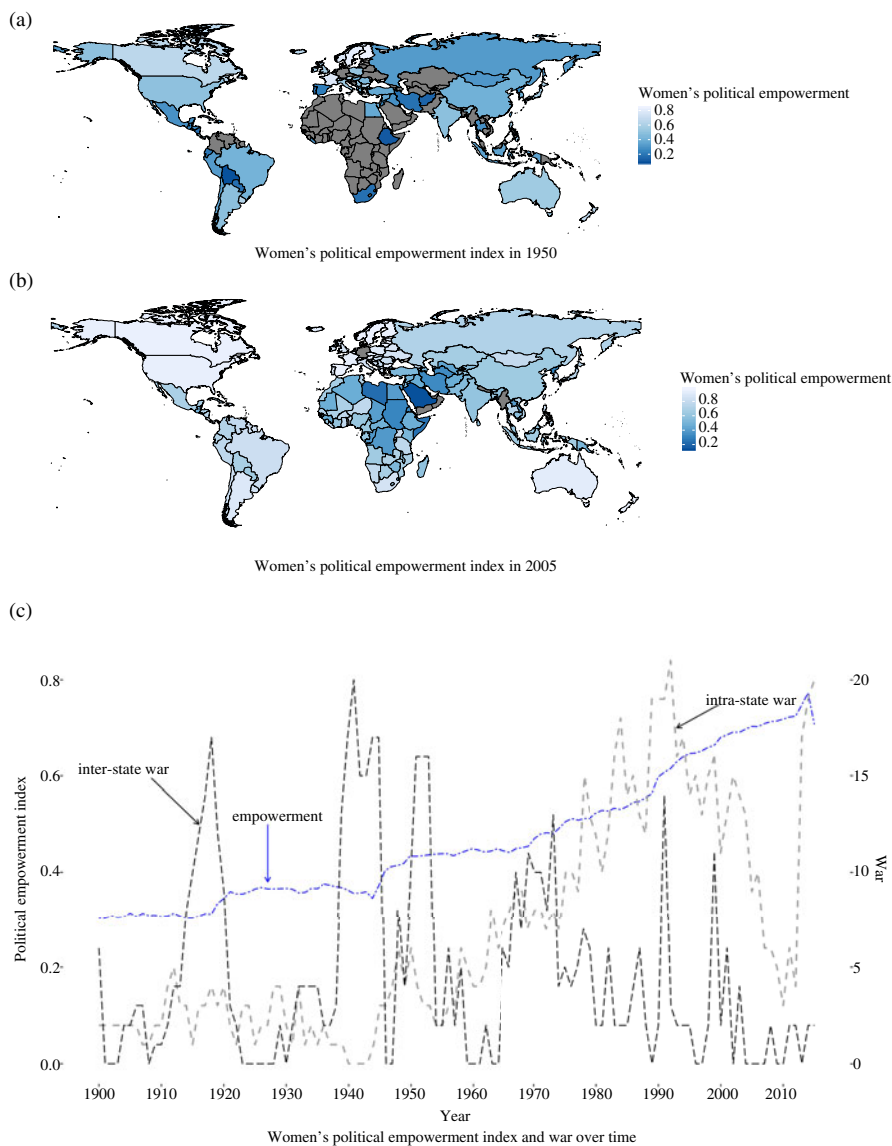 (a)
Women’s political empowerment
0.8
0.6
0.4
0.2
Women’s political empowerment index in 1950
(b)
Women’s political empowerment
0.8
0.6
0.4
0.2
Women’s political empowerment index in 2005
(c)
0.8
0.6
0.4
0.2
0.0
Political empowerment index
inter-state war
empowerment
intra-state war
20
15
10
5
0
War
1900 1910 1920 1930 1940 1950 1960 1970 1980 1990 2000 2010
Year
Women’s political empowerment index and war over time